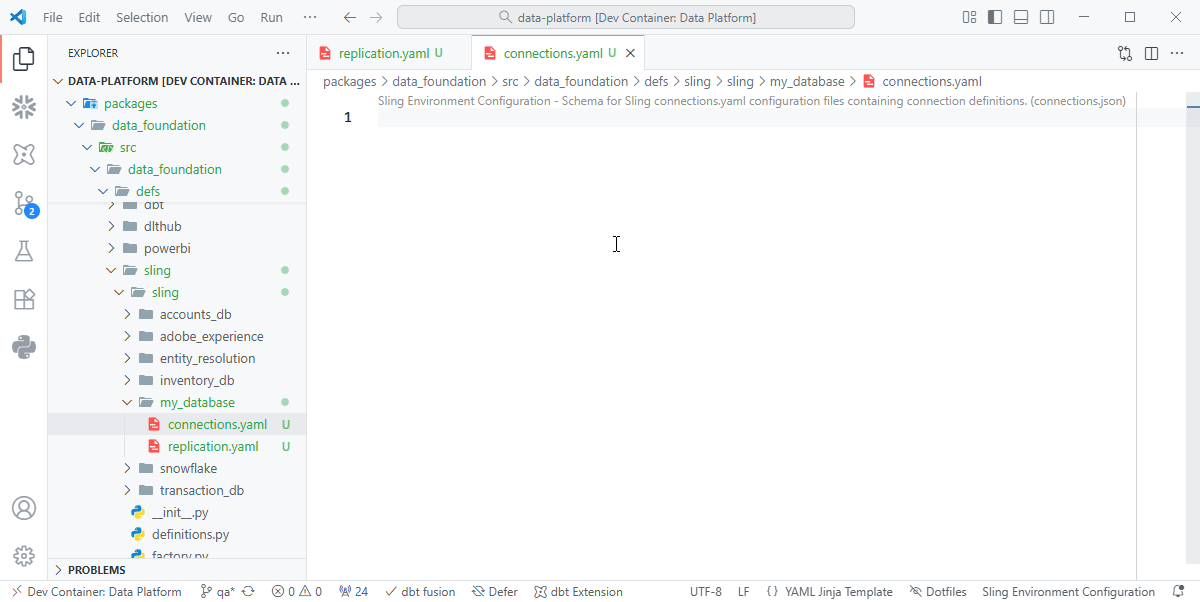 File Edit Selection View Go Run ··· data-platform [Dev Container: Data Platform]
EXPLORER ···
replication.yaml U connections.yaml U
DATA-PLATFORM [DEV CONTAINER: DATA ...
packages > data_foundation > src > data_foundation > defs > sling > sling > my_database > connections.yaml
Sling Environment Configuration - Schema for Sling connections.yaml configuration files containing connection definitions. (connections.json)
1
packages
data_foundation
src
data_foundation
defs
dbt
dlthub
powerbi
sling
sling
accounts_db
adobe_experience
entity_resolution
inventory_db
my_database
connections.yaml U
replication.yaml U
snowflake
transaction_db
__init__.py
definitions.py
factory.py
2
PROBLEMS
Dev Container: Data Platform qa* 0 0 24 dbt fusion Defer dbt Extension UTF-8 LF {} YAML Jinja Template Dotfiles Sling Environment Configuration